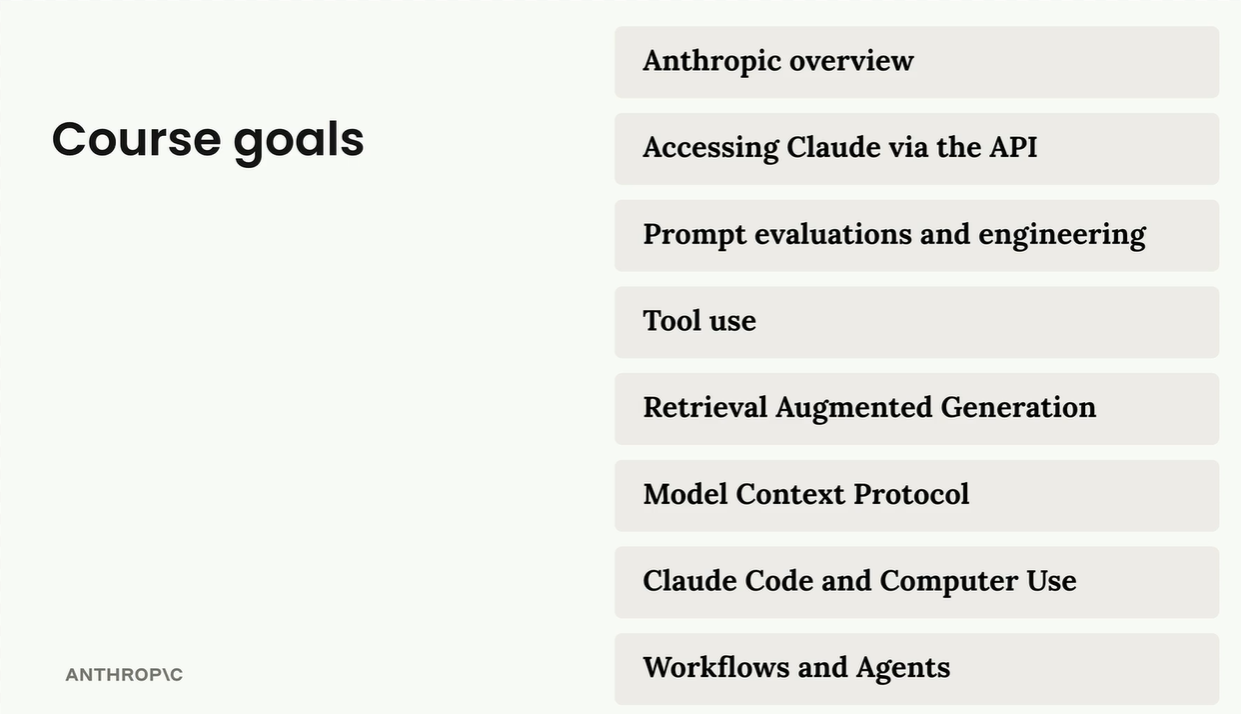 Course goals
Anthropic overview
Accessing Claude via the API
Prompt evaluations and engineering
Tool use
Retrieval Augmented Generation
Model Context Protocol
Claude Code and Computer Use
Workflows and Agents
ANTHROP\C